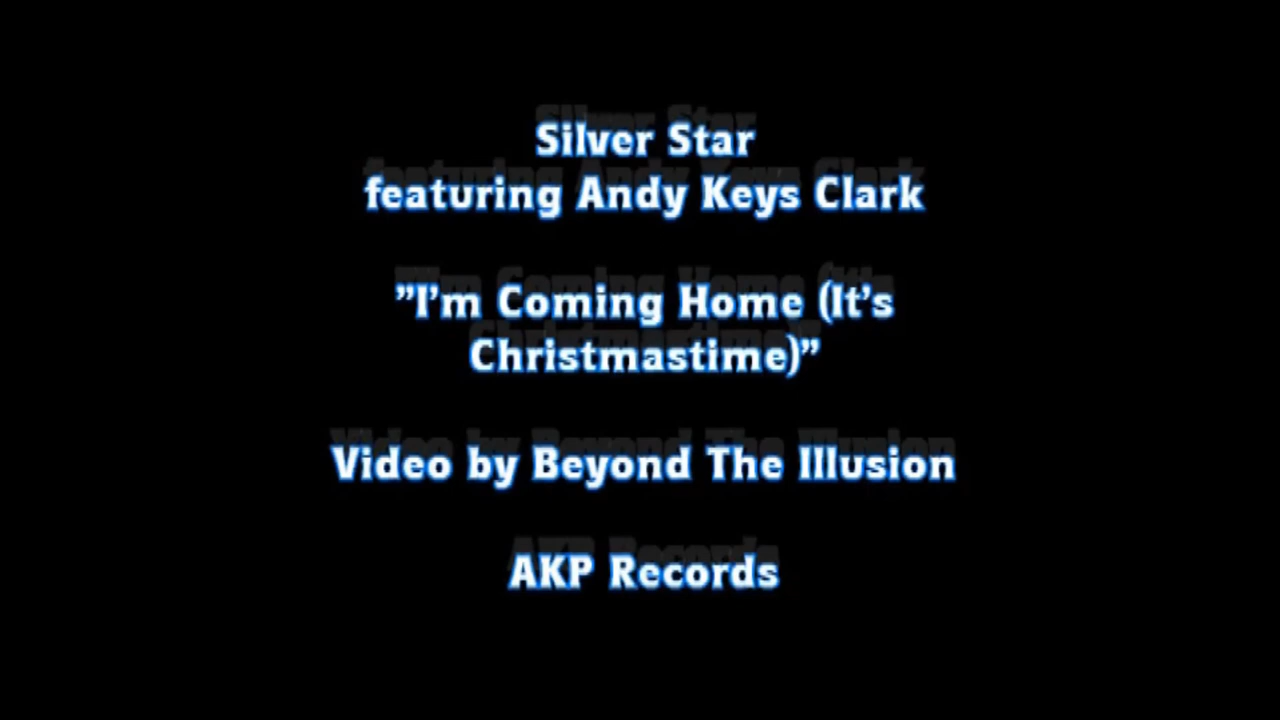 Silver Star
featuring Andy Keys Clark
”I’m Coming Home (It’s
Christmastime)”
Video by Beyond The Illusion
AKP Records